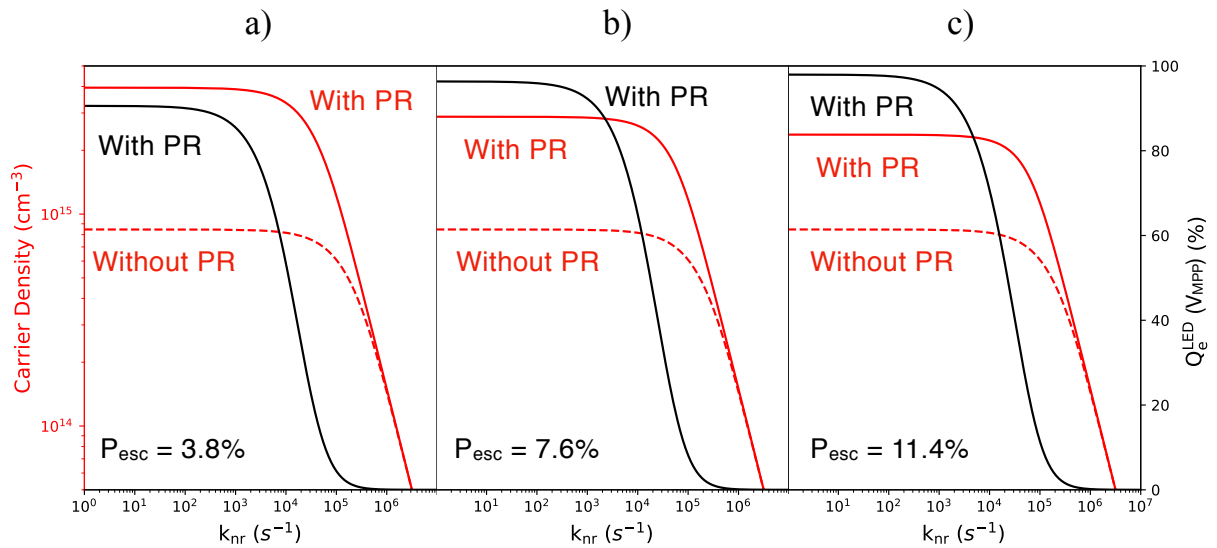 a) b) c)
With PR
With PR
Without PR
P_esc = 3.8%
With PR
With PR
Without PR
P_esc = 7.6%
With PR
With PR
Without PR
P_esc = 11.4%
Carrier Density (cm⁻³)
10¹⁵
10¹⁴
100
80
60
40
20
0
Q_e^LED (V_MPP) (%)
10⁰ 10¹ 10² 10³ 10⁴ 10⁵ 10⁶ 10¹ 10² 10³ 10⁴ 10⁵ 10⁶ 10¹ 10² 10³ 10⁴ 10⁵ 10⁶ 10⁷
k_nr (s⁻¹) k_nr (s⁻¹) k_nr (s⁻¹)